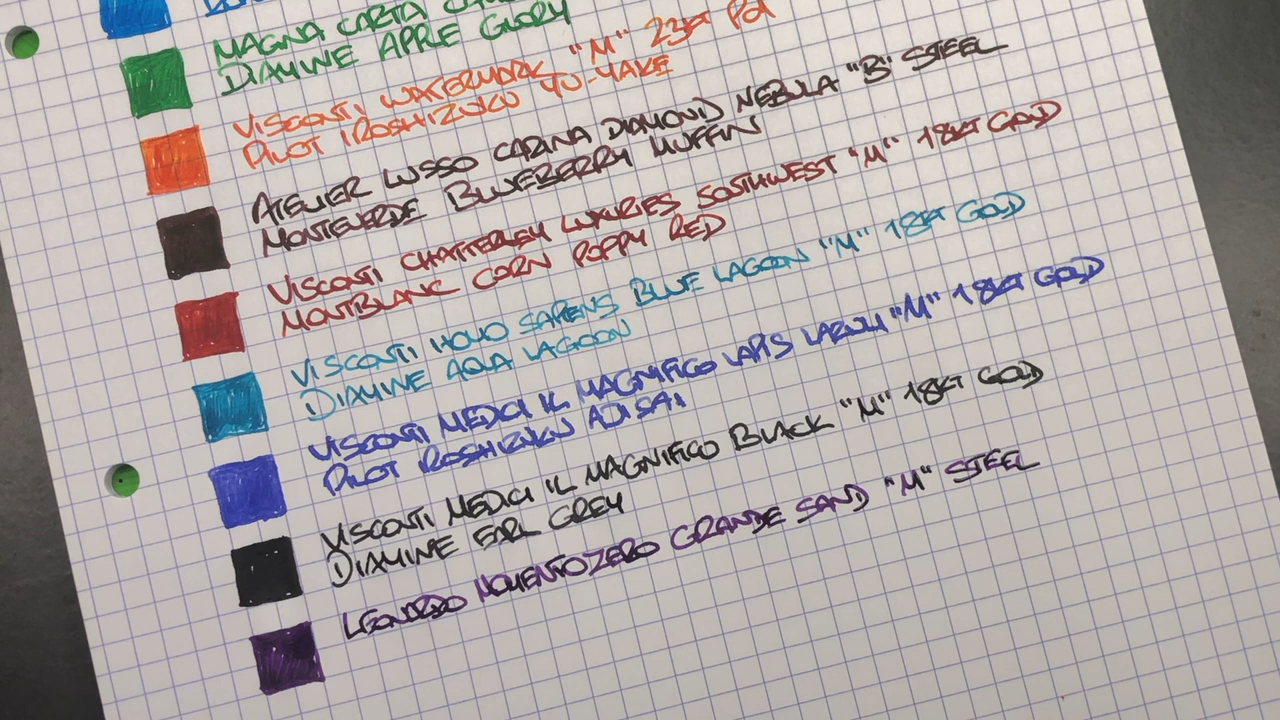 MAGNA CARTA
DIAMINE APPLE GLORY
VISCONTI WATERMARK "M" 23KT Pd
PILOT IROSHIZUKU YU-YAKE
ATELIER LUSSO CARINA DIAMOND NEBULA "B" STEEL
MONTEVERDE BLUEBERRY MUFFIN
VISCONTI CHATTERLEY LUXURIES SOUTHWEST "M" 18KT GOLD
MONTBLANC CORN POPPY RED
VISCONTI HOMO SAPIENS BLUE LAGOON "M" 18KT GOLD
DIAMINE AQUA LAGOON
VISCONTI MEDICI IL MAGNIFICO LAPIS "M" 18KT GOLD
PILOT IROSHIZUKU AJISAI
VISCONTI MEDICI IL MAGNIFICO BLACK "M" 18KT GOLD
DIAMINE EARL GREY
LEONARDO MOMENTO ZERO GRANDE SAND "M" STEEL